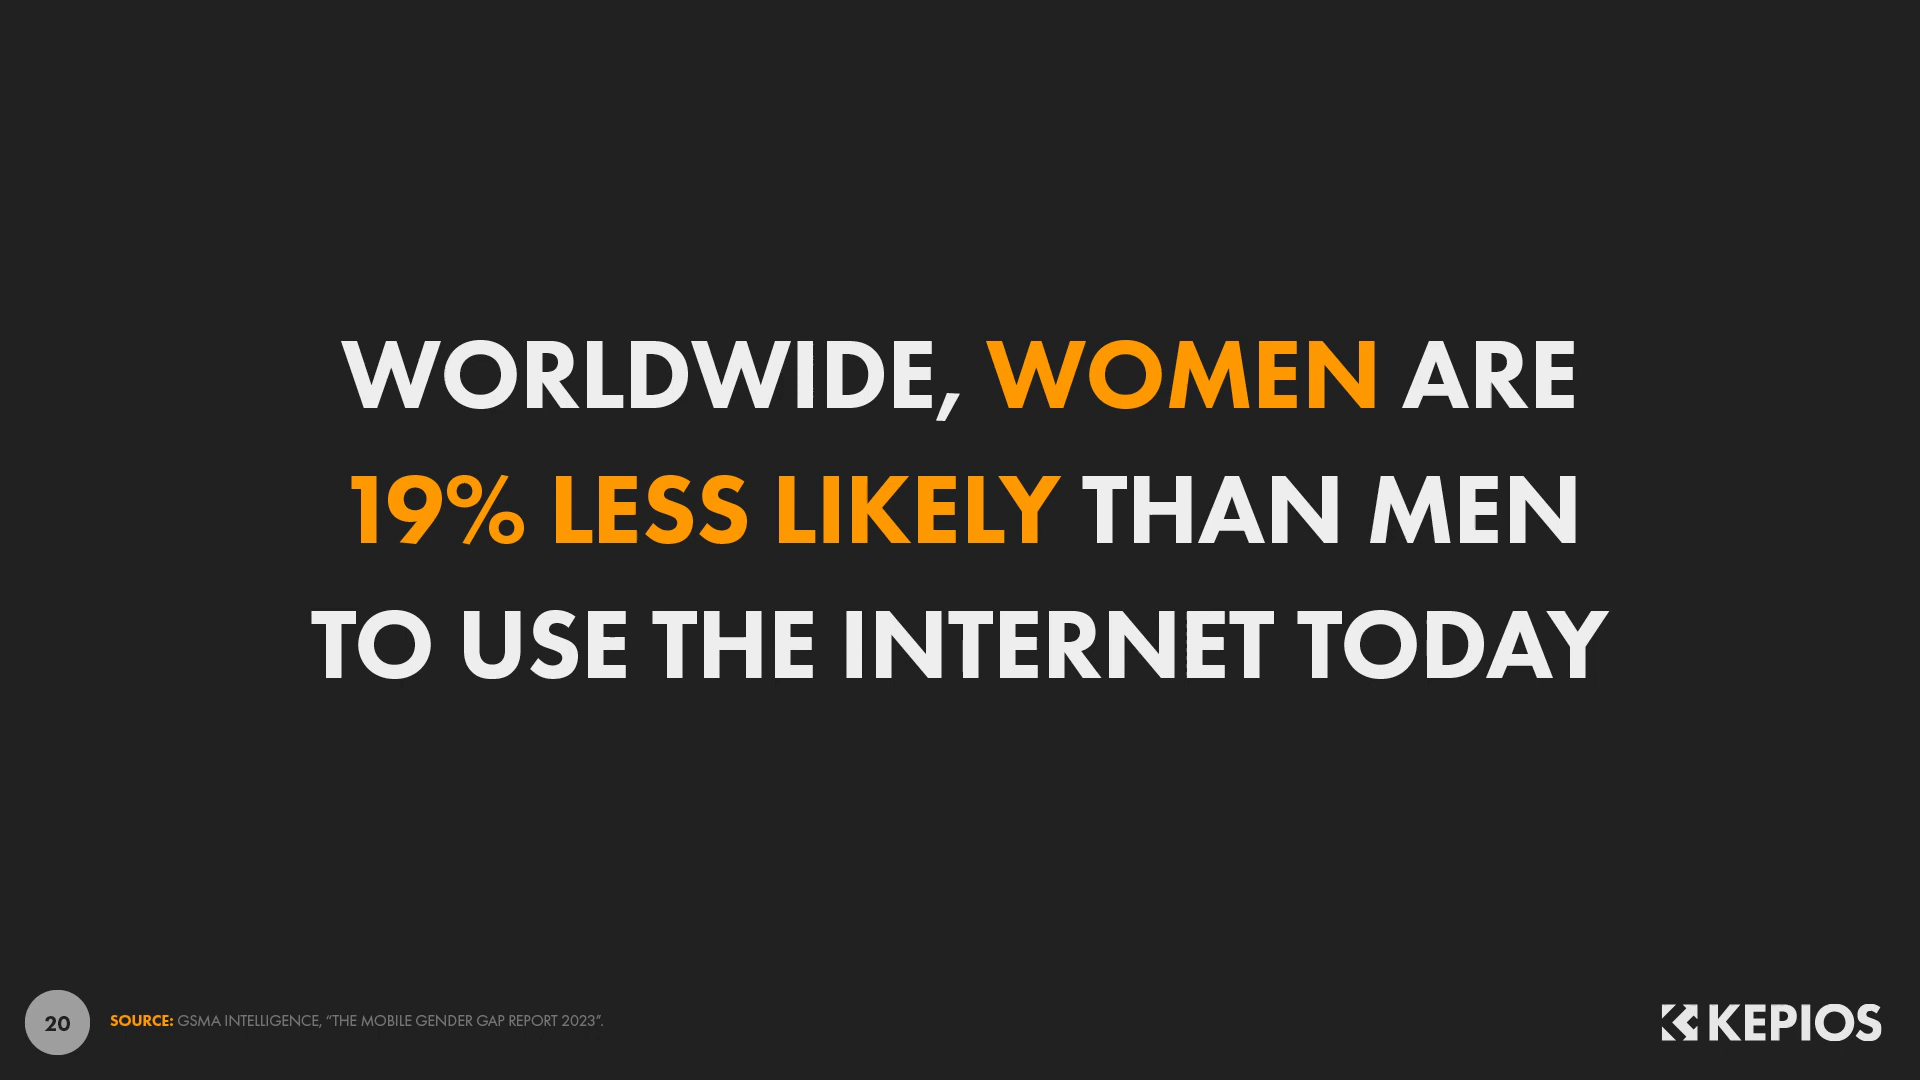 WORLDWIDE, WOMEN ARE
19% LESS LIKELY THAN MEN
TO USE THE INTERNET TODAY
20
SOURCE: GSMA INTELLIGENCE, “THE MOBILE GENDER GAP REPORT 2023”.
KEPIOS